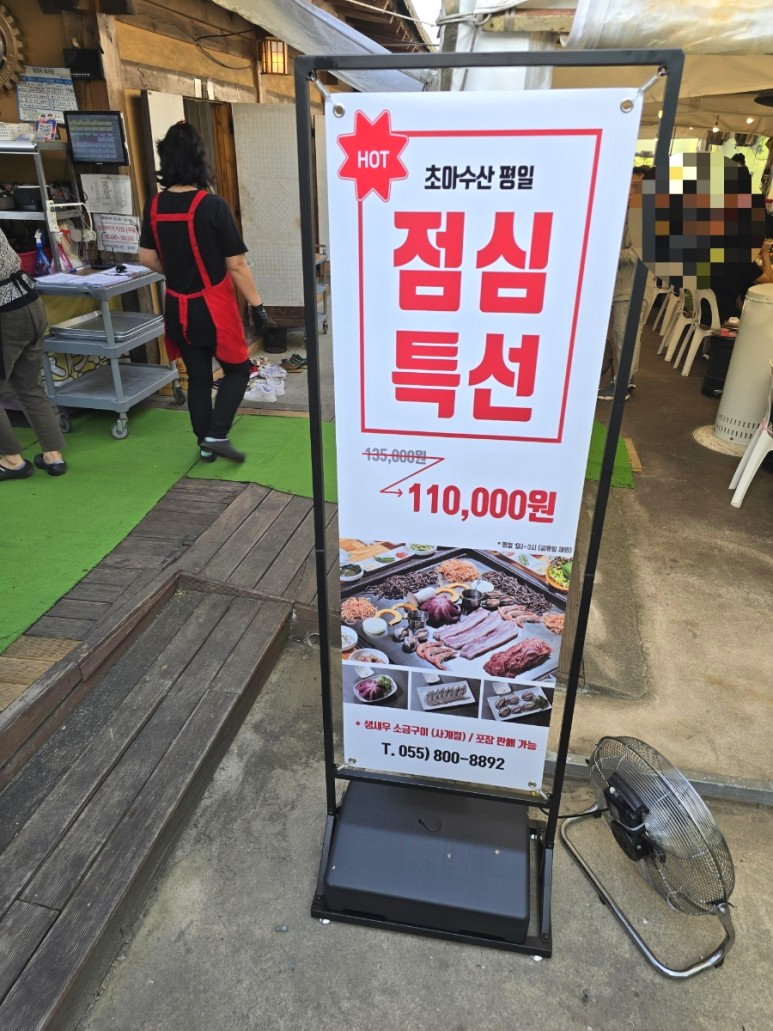 HOT
초아수산 평일
점심
특선
135,000원
110,000원
* 생새우 소금구이 (사계절) / 포장 판매 가능
T. 055) 800-8892